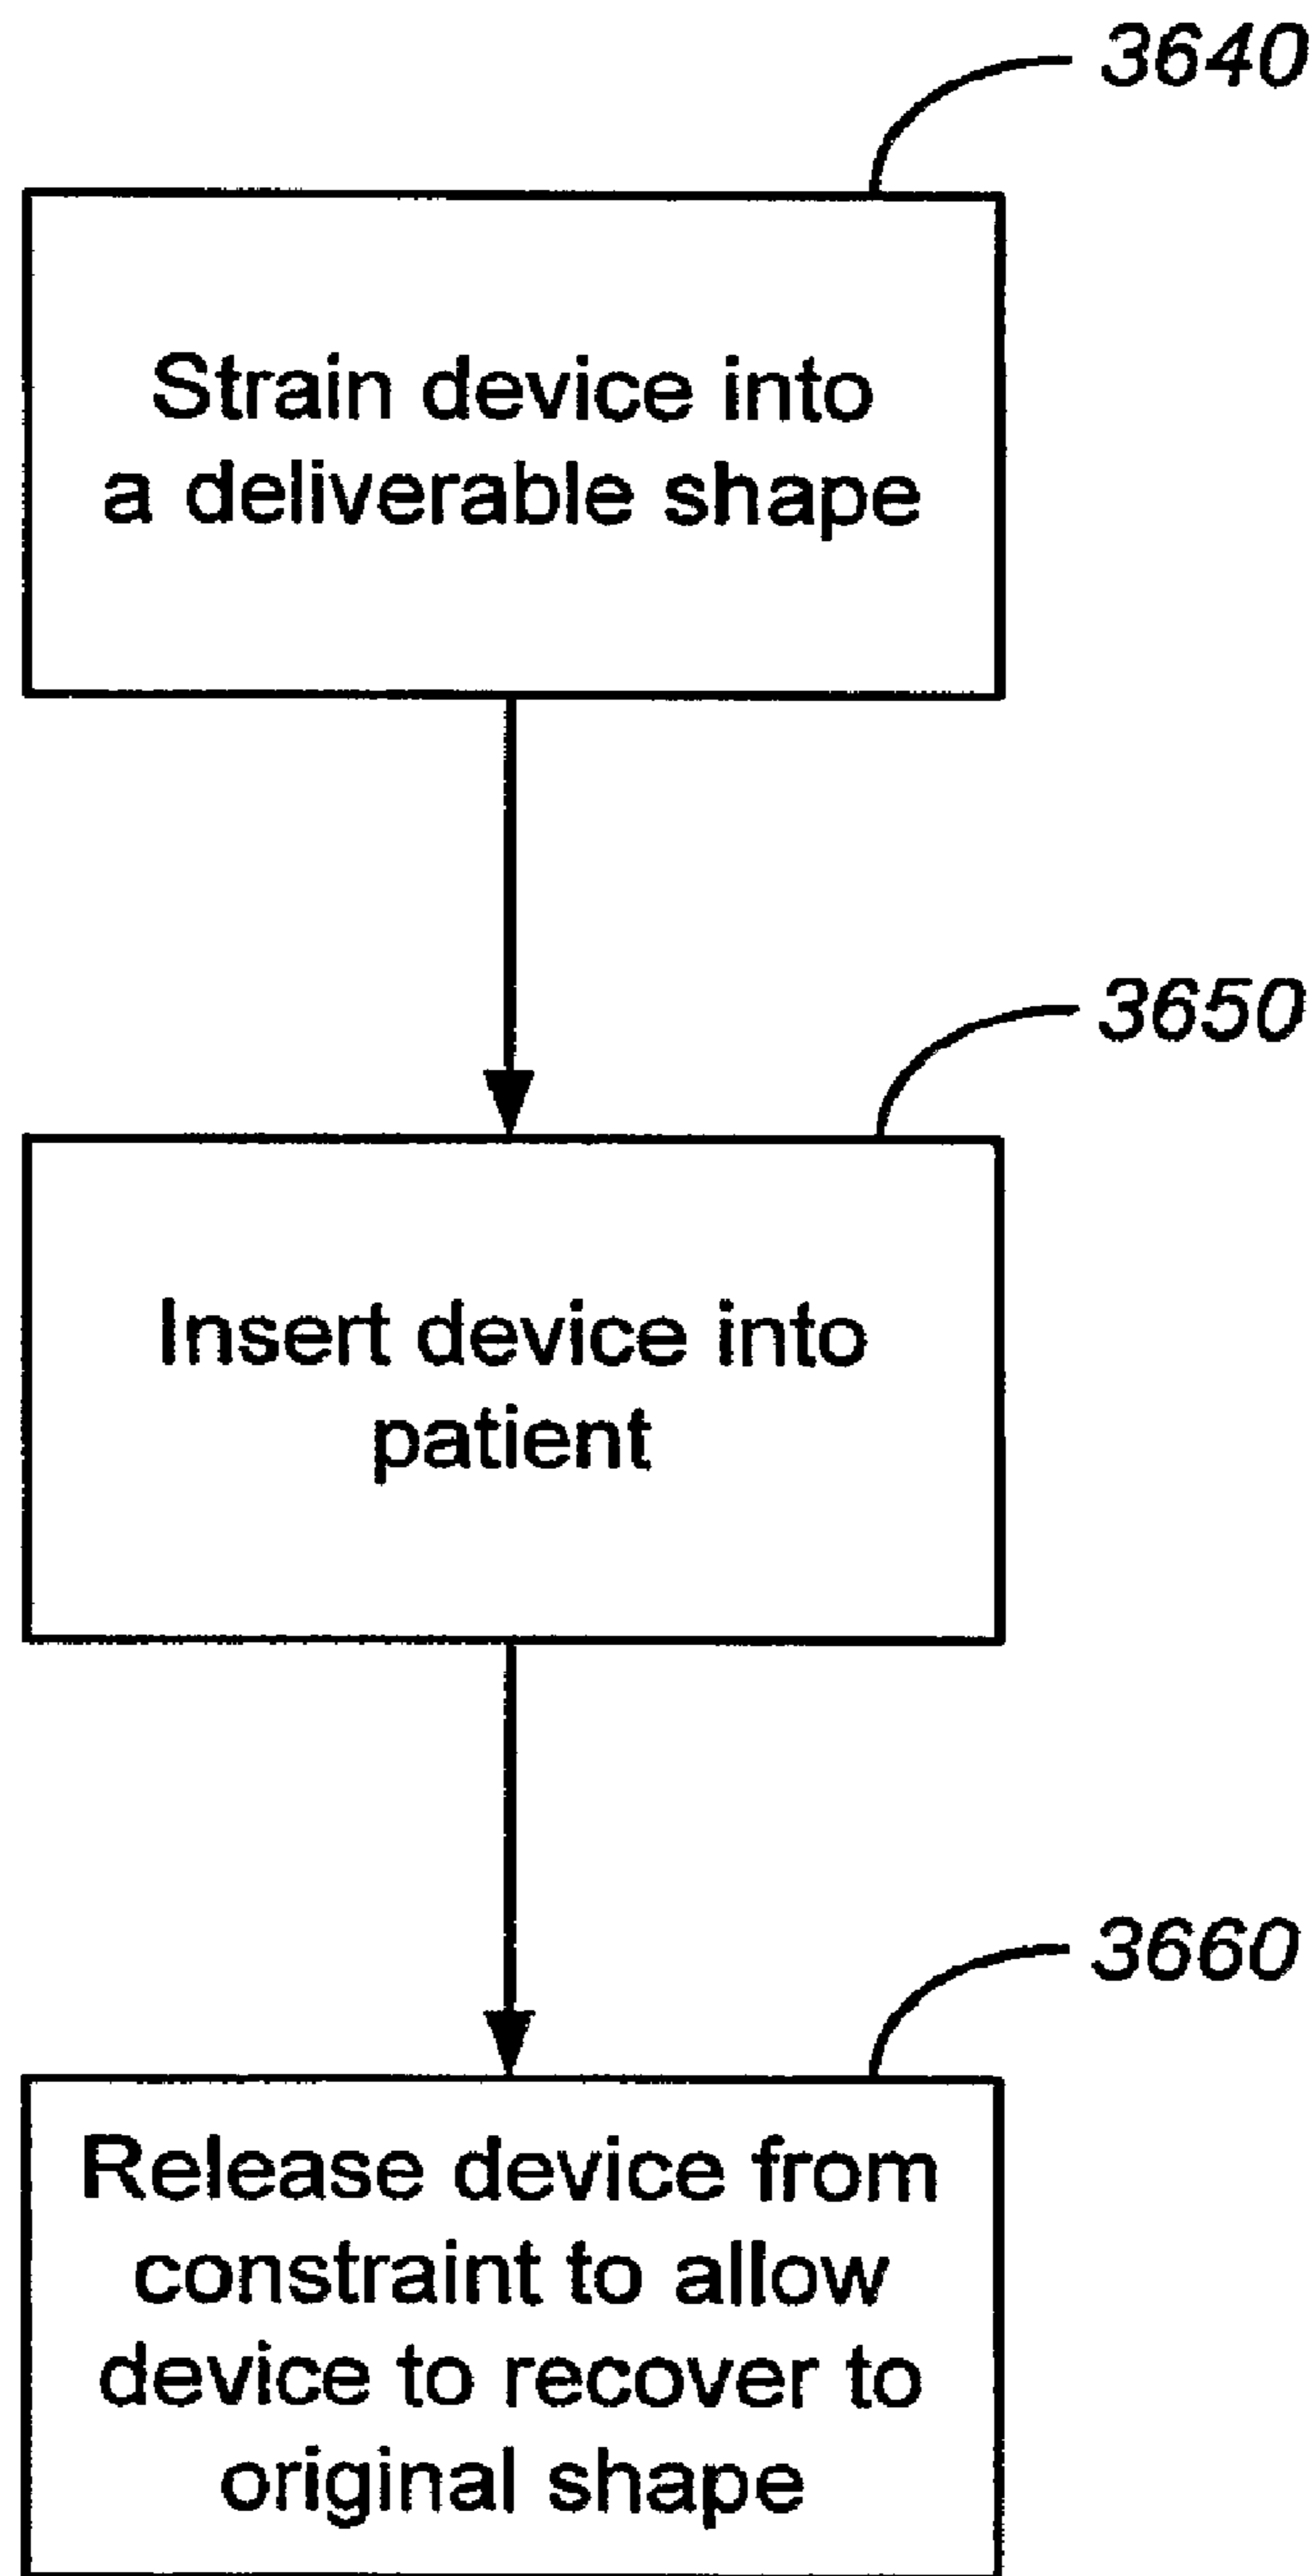 3640
Strain device into
a deliverable shape
3650
Insert device into
patient
3660
Release device from
constraint to allow
device to recover to
original shape